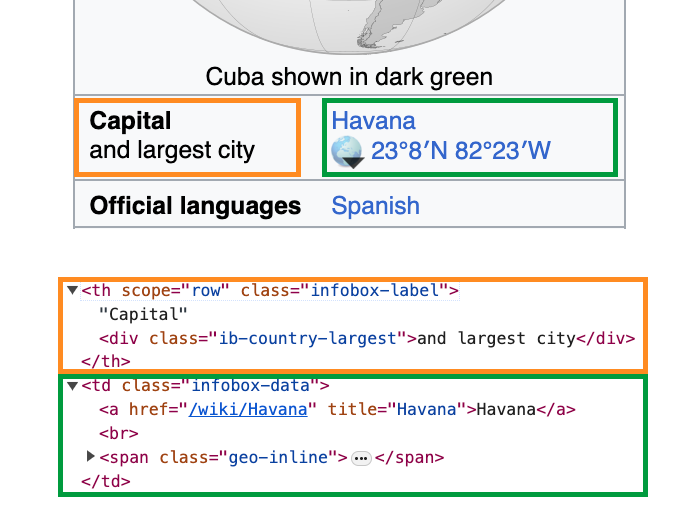 Cuba shown in dark green
Capital
and largest city
Havana
23°8′N 82°23′W
Official languages
Spanish
▼<th scope="row" class="infobox-label">
"Capital"
<div class="ib-country-largest">and largest city</div>
</th>
▼<td class="infobox-data">
<a href="/wiki/Havana" title="Havana">Havana</a>
<br>
▶<span class="geo-inline">…</span>
</td>